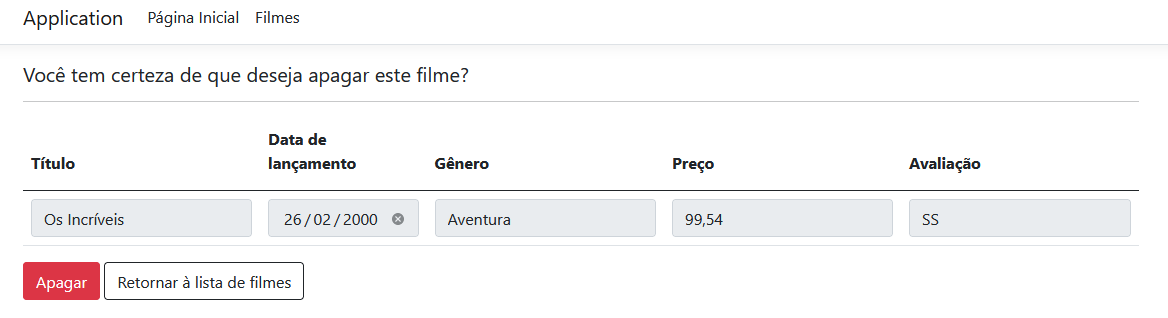 Application Página Inicial Filmes
Você tem certeza de que deseja apagar este filme?
Título Data de lançamento Gênero Preço Avaliação
Os Incríveis 26 / 02 / 2000 Aventura 99,54 SS
Apagar Retornar à lista de filmes